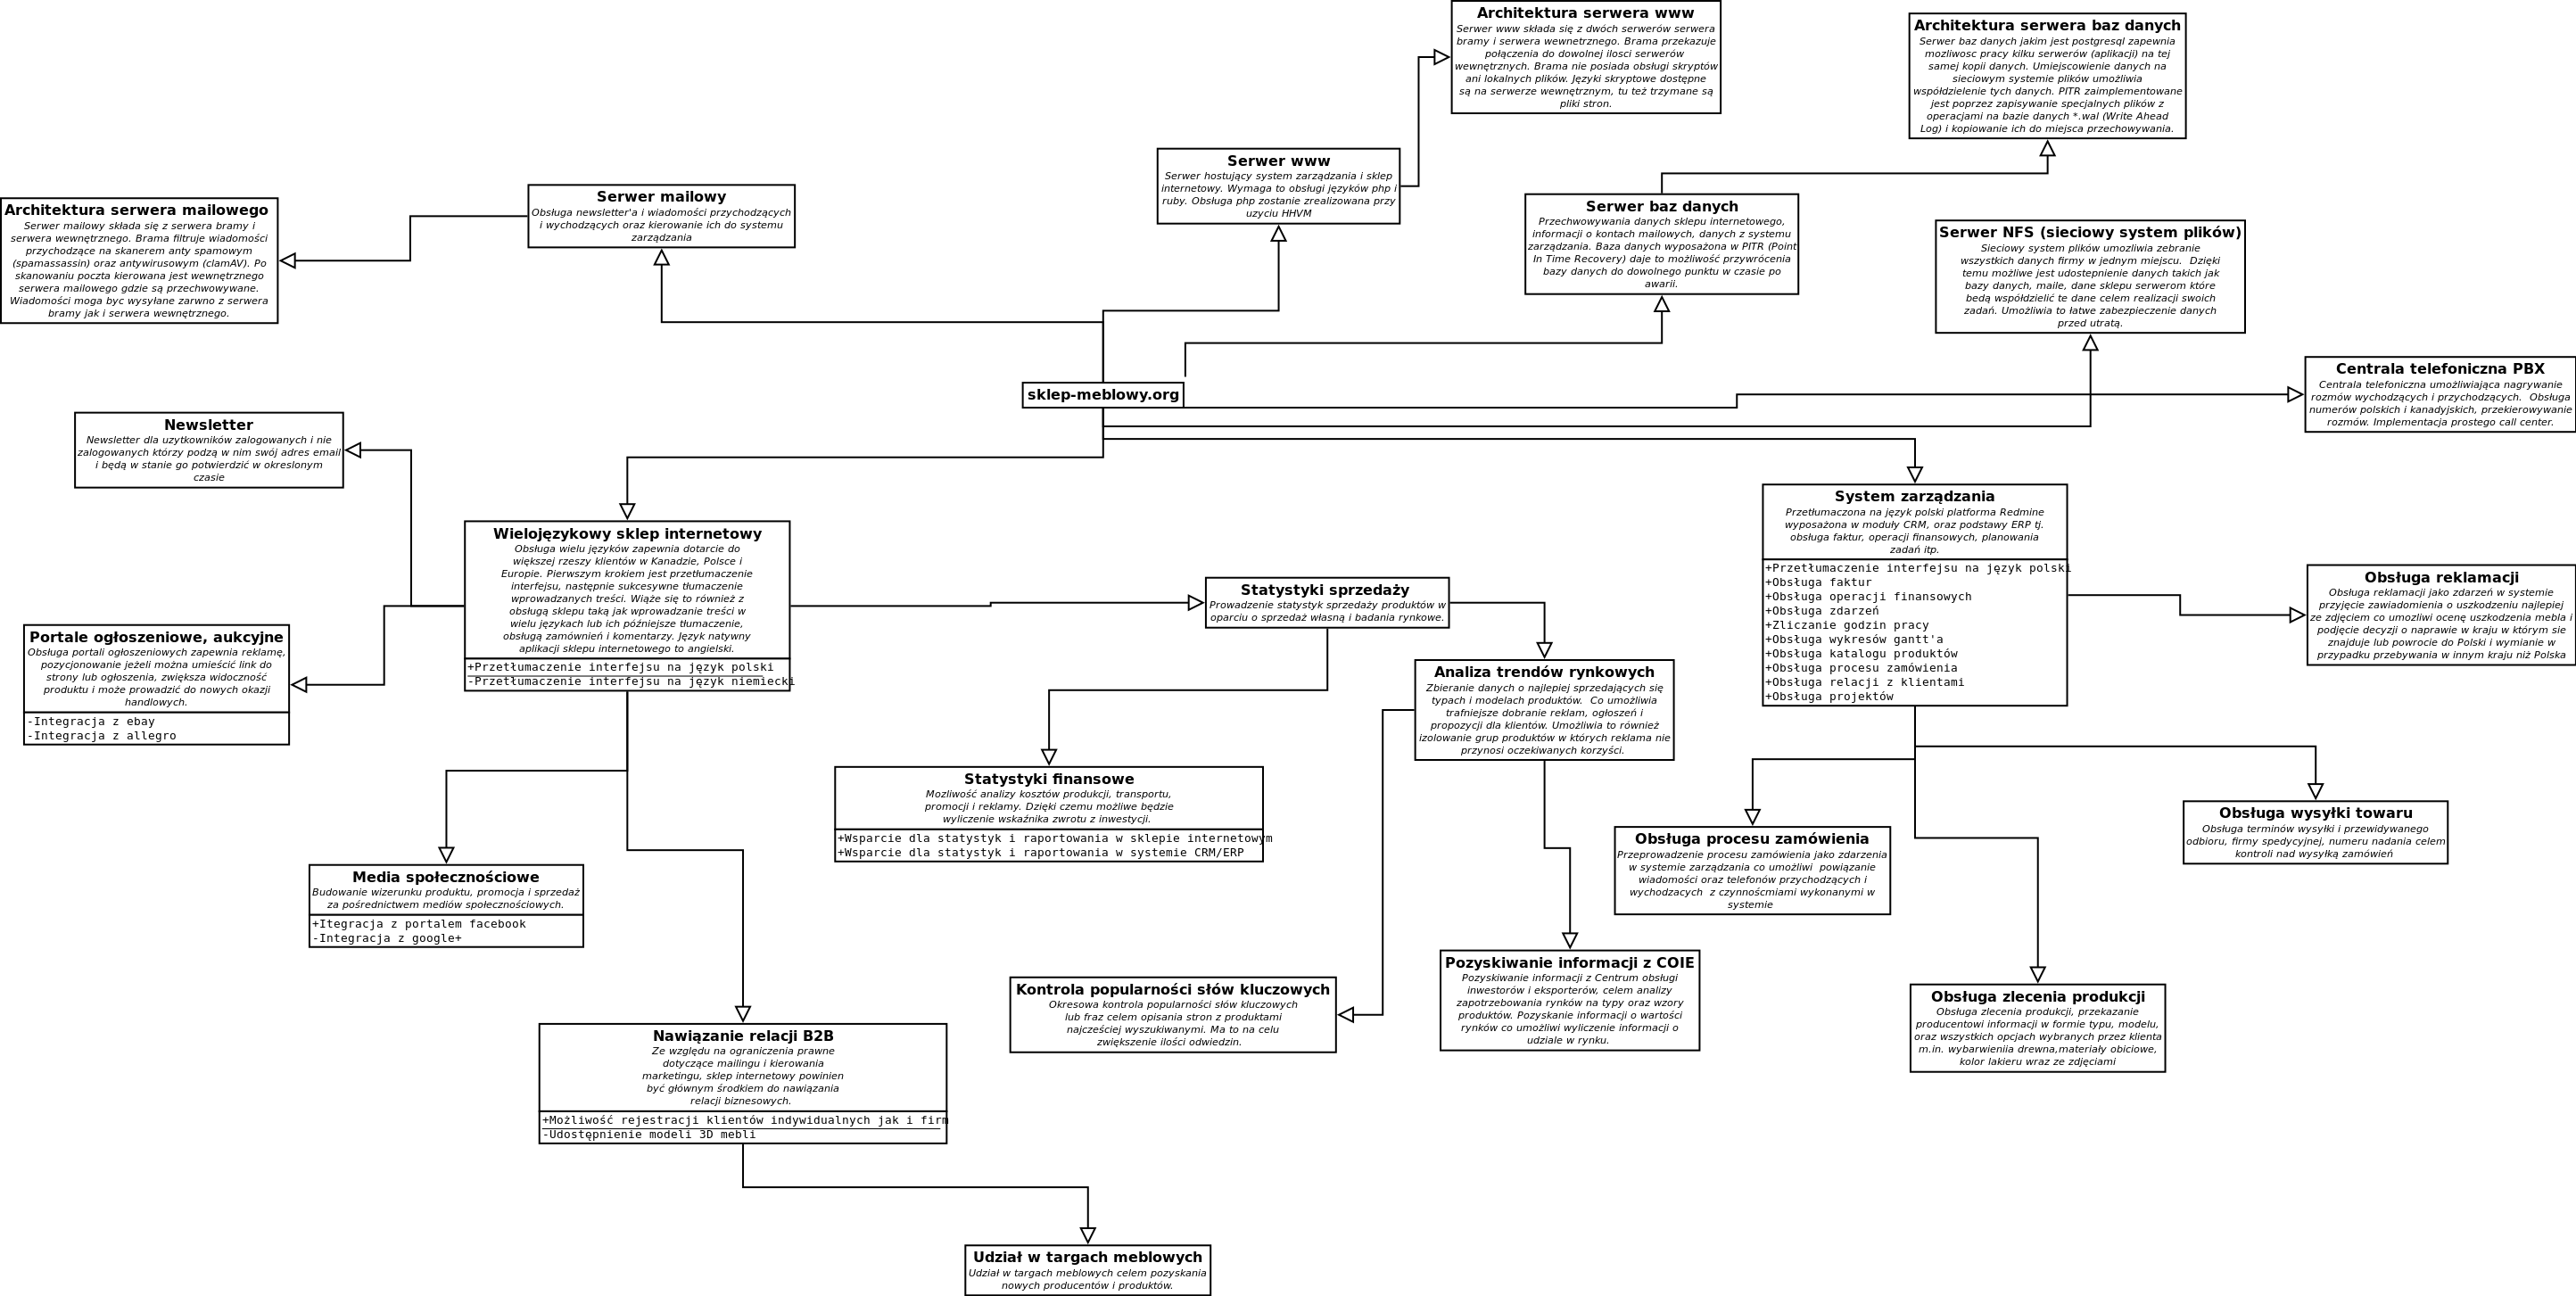 Architektura serwera www
Serwer www składa się z dwóch serwerów serwera
bramy i serwera wewnetrznego. Brama przekazuje
połączenia do dowolnej ilosci serwerów
wewnętrznych. Brama nie posiada obsługi skryptów
ani lokalnych plików. Języki skryptowe dostępne
są na serwerze wewnętrznym, tu też trzymane są
pliki stron.
Architektura serwera baz danych
Serwer baz danych jakim jest postgresql zapewnia
mozliwosc pracy kilku serwerów (aplikacji) na tej
samej kopii danych. Umiejscowienie danych na
sieciowym systemie plików umożliwia
współdzielenie tych danych. PITR zaimplementowane
jest poprzez zapisywanie specjalnych plików z
operacjami na bazie danych *.wal (Write Ahead
Log) i kopiowanie ich do miejsca przechowywania.
Serwer www
Serwer hostujący system zarządzania i sklep
internetowy. Wymaga to obsługi języków php i
ruby. Obsługa php zostanie zrealizowana przy
uzyciu HHVM
Serwer mailowy
Obsługa newsletter'a i wiadomości przychodzących
i wychodzących oraz kierowanie ich do systemu
zarządzania
Architektura serwera mailowego
Serwer mailowy składa się z serwera bramy i
serwera wewnętrznego. Brama filtruje wiadomości
przychodzące na skanerem anty spamowym
(spamassassin) oraz antywirusowym (clamAV). Po
skanowaniu poczta kierowana jest wewnętrznego
serwera mailowego gdzie są przechowywane.
Wiadomości moga byc wysyłane zarwno z serwera
bramy jak i serwera wewnętrznego.
Serwer baz danych
Przechwowywania danych sklepu internetowego,
informacji o kontach mailowych, danych z systemu
zarządzania. Baza danych wyposażona w PITR (Point
In Time Recovery) daje to możliwość przywrócenia
bazy danych do dowolnego punktu w czasie po
awarii.
Serwer NFS (sieciowy system plików)
Sieciowy system plików umozliwia zebranie
wszystkich danych firmy w jednym miejscu.  Dzięki
temu możliwe jest udostepnienie danych takich jak
bazy danych, maile, dane sklepu serwerom które
bedą współdzielić te dane celem realizacji swoich
zadań. Umożliwia to łatwe zabezpieczenie danych
przed utratą.
Centrala telefoniczna PBX
Centrala telefoniczna umożliwiająca nagrywanie
rozmów wychodzących i przychodzących.  Obsługa
numerów polskich i kanadyjskich, przekierowywanie
rozmów. Implementacja prostego call center.
sklep-meblowy.org
Newsletter
Newsletter dla uzytkowników zalogowanych i nie
zalogowanych którzy podzą w nim swój adres email
i będą w stanie go potwierdzić w okreslonym
czasie
System zarządzania
Przetłumaczona na język polski platforma Redmine
wyposażona w moduły CRM, oraz podstawy ERP tj.
obsługa faktur, operacji finansowych, planowania
zadań itp.
+Przetłumaczenie interfejsu na język polski
+Obsługa faktur
+Obsługa operacji finansowych
+Obsługa zdarzeń
+Zliczanie godzin pracy
+Obsługa wykresów gantt'a
+Obsługa katalogu produktów
+Obsługa procesu zamówienia
+Obsługa relacji z klientami
+Obsługa projektów
Wielojęzykowy sklep internetowy
Obsługa wielu języków zapewnia dotarcie do
większej rzeszy klientów w Kanadzie, Polsce i
Europie. Pierwszym krokiem jest przetłumaczenie
interfejsu, następnie sukcesywne tłumaczenie
wprowadzanych treści. Wiąże się to również z
obsługą sklepu taką jak wprowadzanie treści w
wielu językach lub ich późniejsze tłumaczenie,
obsługą zamównień i komentarzy. Język natywny
aplikacji sklepu internetowego to angielski.
+Przetłumaczenie interfejsu na język polski
-Przetłumaczenie interfejsu na język niemiecki
Obsługa reklamacji
Obsługa reklamacji jako zdarzeń w systemie
przyjęcie zawiadomienia o uszkodzeniu najlepiej
ze zdjęciem co umozliwi ocenę uszkodzenia mebla i
podjęcie decyzji o naprawie w kraju w którym sie
znajduje lub powrocie do Polski i wymianie w
przypadku przebywania w innym kraju niż Polska
Statystyki sprzedaży
Prowadzenie statystyk sprzedaży produktów w
oparciu o sprzedaż własną i badania rynkowe.
Portale ogłoszeniowe, aukcyjne
Obsługa portali ogłoszeniowych zapewnia reklamę,
pozycjonowanie jeżeli można umieścić link do
strony lub ogłoszenia, zwiększa widoczność
produktu i może prowadzić do nowych okazji
handlowych.
-Integracja z ebay
-Integracja z allegro
Analiza trendów rynkowych
Zbieranie danych o najlepiej sprzedających się
typach i modelach produktów.  Co umożliwia
trafniejsze dobranie reklam, ogłoszeń i
propozycji dla klientów. Umożliwia to również
izolowanie grup produktów w których reklama nie
przynosi oczekiwanych korzyści.
Statystyki finansowe
Mozliwość analizy kosztów produkcji, transportu,
promocji i reklamy. Dzięki czemu możliwe będzie
wyliczenie wskaźnika zwrotu z inwestycji.
+Wsparcie dla statystyk i raportowania w sklepie internetowym
+Wsparcie dla statystyk i raportowania w systemie CRM/ERP
Obsługa wysyłki towaru
Obsługa terminów wysyłki i przewidywanego
odbioru, firmy spedycyjnej, numeru nadania celem
kontroli nad wysyłką zamówień
Obsługa procesu zamówienia
Przeprowadzenie procesu zamówienia jako zdarzenia
w systemie zarządzania co umożliwi  powiązanie
wiadomości oraz telefonów przychodzących i
wychodzacych  z czynnośćmiami wykonanymi w
systemie
Media społecznościowe
Budowanie wizerunku produktu, promocja i sprzedaż
za pośrednictwem mediów społecznościowych.
+Itegracja z portalem facebook
-Integracja z google+
Pozyskiwanie informacji z COIE
Pozyskiwanie informacji z Centrum obsługi
inwestorów i eksporterów, celem analizy
zapotrzebowania rynków na typy oraz wzory
produktów. Pozyskanie informacji o wartości
rynków co umożliwi wyliczenie informacji o
udziale w rynku.
Kontrola popularności słów kluczowych
Okresowa kontrola popularności słów kluczowych
lub fraz celem opisania stron z produktami
najcześciej wyszukiwanymi. Ma to na celu
zwiększenie ilości odwiedzin.
Obsługa zlecenia produkcji
Obsługa zlecenia produkcji, przekazanie
producentowi informacji w formie typu, modelu,
oraz wszystkich opcjach wybranych przez klienta
m.in. wybarwieniia drewna,materiały obiciowe,
kolor lakieru wraz ze zdjęciami
Nawiązanie relacji B2B
Ze względu na ograniczenia prawne
dotyczące mailingu i kierowania
marketingu, sklep internetowy powinien
być głównym środkiem do nawiązania
relacji biznesowych.
+Możliwość rejestracji klientów indywidualnych jak i firm
-Udostępnienie modeli 3D mebli
Udział w targach meblowych
Udział w targach meblowych celem pozyskania
nowych producentów i produktów.